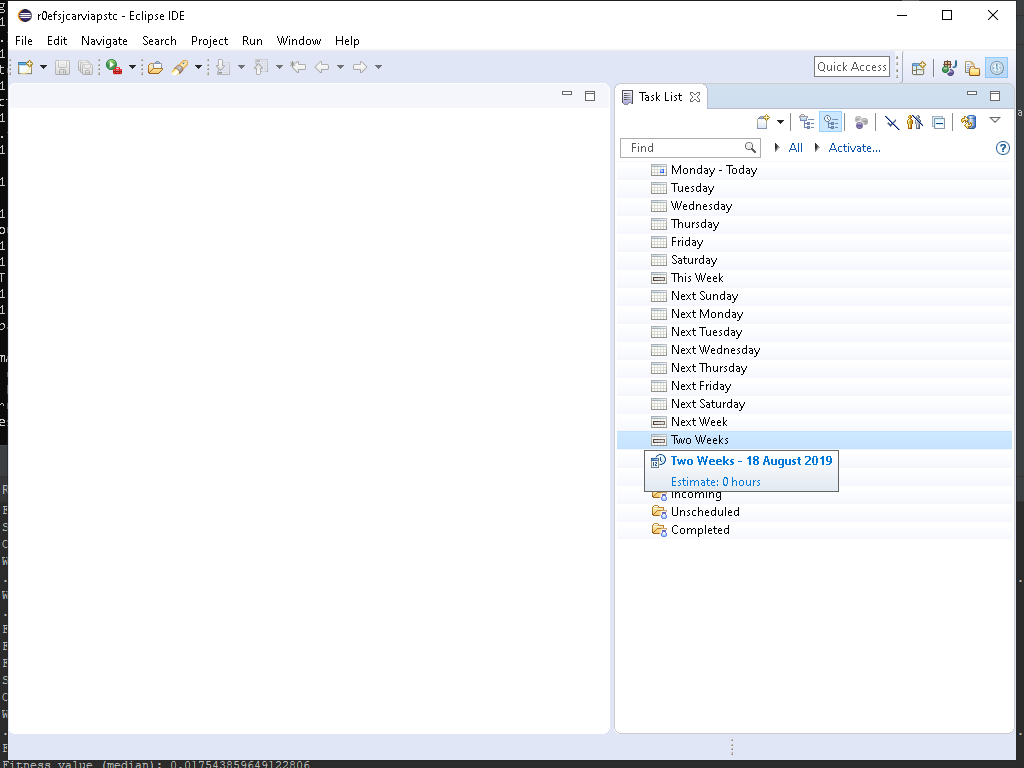 r0efsjcarviapstc - Eclipse IDE
File Edit Navigate Search Project Run Window Help
Quick Access
Task List
Find All Activate...
Monday - Today
Tuesday
Wednesday
Thursday
Friday
Saturday
This Week
Next Sunday
Next Monday
Next Tuesday
Next Wednesday
Next Thursday
Next Friday
Next Saturday
Next Week
Two Weeks
Two Weeks - 18 August 2019
Estimate: 0 hours
Incoming
Unscheduled
Completed
Fitness value (median): 0.017543859649122806